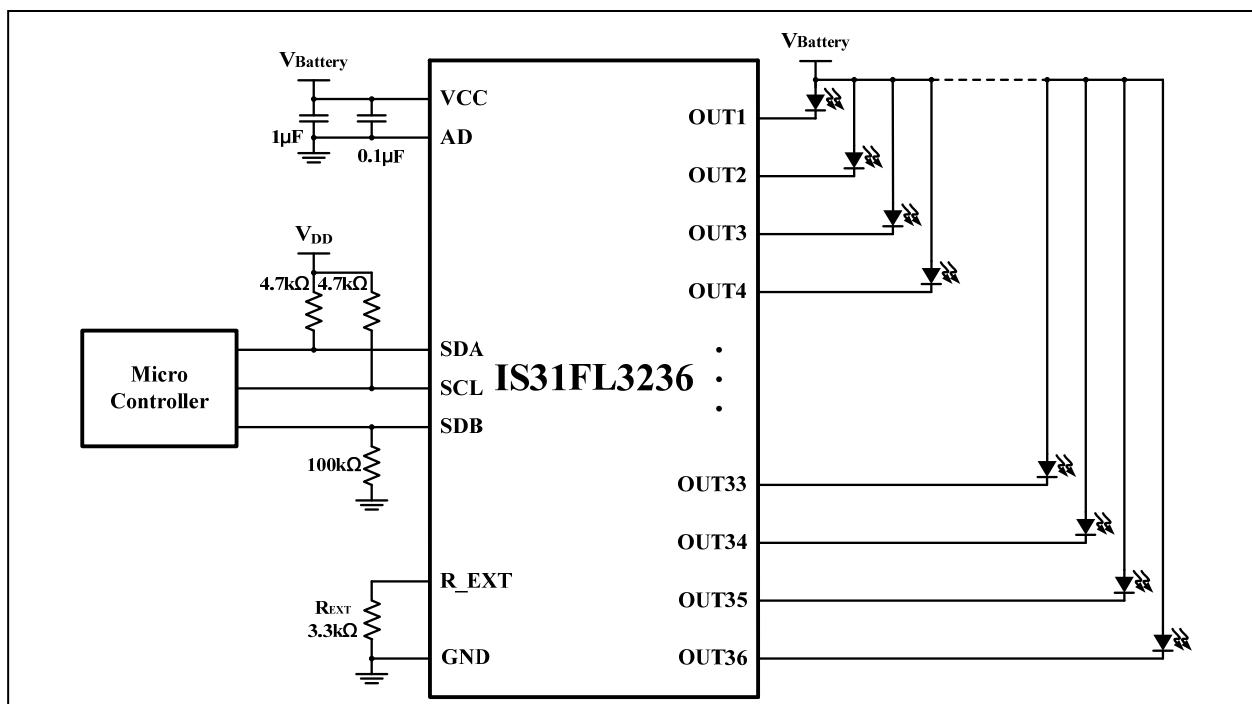 VBattery
VCC
AD
1µF
0.1µF
VDD
4.7kΩ 4.7kΩ
Micro
Controller
SDA
SCL
SDB
100kΩ
R_EXT
REXT
3.3kΩ
GND
IS31FL3236
VBattery
OUT1
OUT2
OUT3
OUT4
OUT33
OUT34
OUT35
OUT36